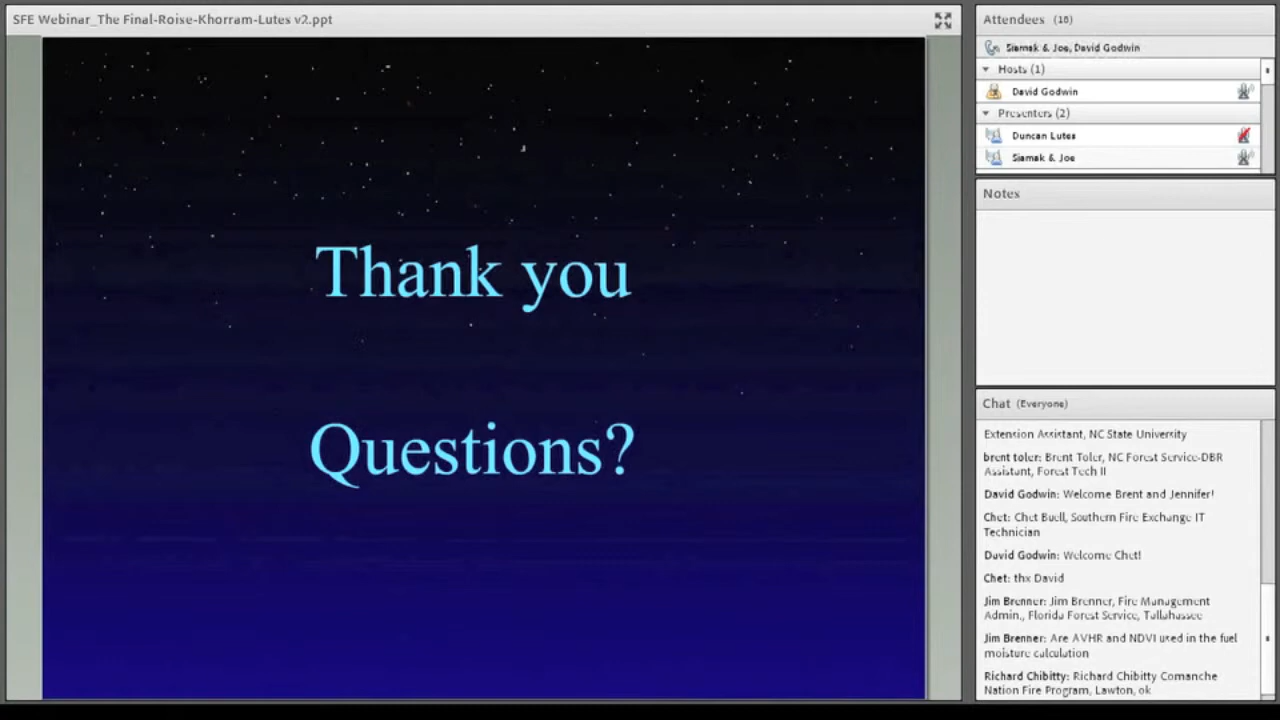 SFE Webinar_The Final-Roise-Khorram-Lutes v2.ppt
Thank you
Questions?
Attendees (16)
Siamak & Joe, David Godwin
Hosts (1)
David Godwin
Presenters (2)
Duncan Lutes
Siamak & Joe
Notes
Chat (Everyone)
Extension Assistant, NC State University
brent toler: Brent Toler, NC Forest Service-DBR
Assistant, Forest Tech II
David Godwin: Welcome Brent and Jennifer!
Chet: Chet Buell, Southern Fire Exchange IT
Technician
David Godwin: Welcome Chet!
Chet: thx David
Jim Brenner: Jim Brenner, Fire Management
Admin., Florida Forest Service, Tallahassee
Jim Brenner: Are AVHR and NDVI used in the fuel
moisture calculation
Richard Chibitty: Richard Chibitty Comanche
Nation Fire Program, Lawton, ok